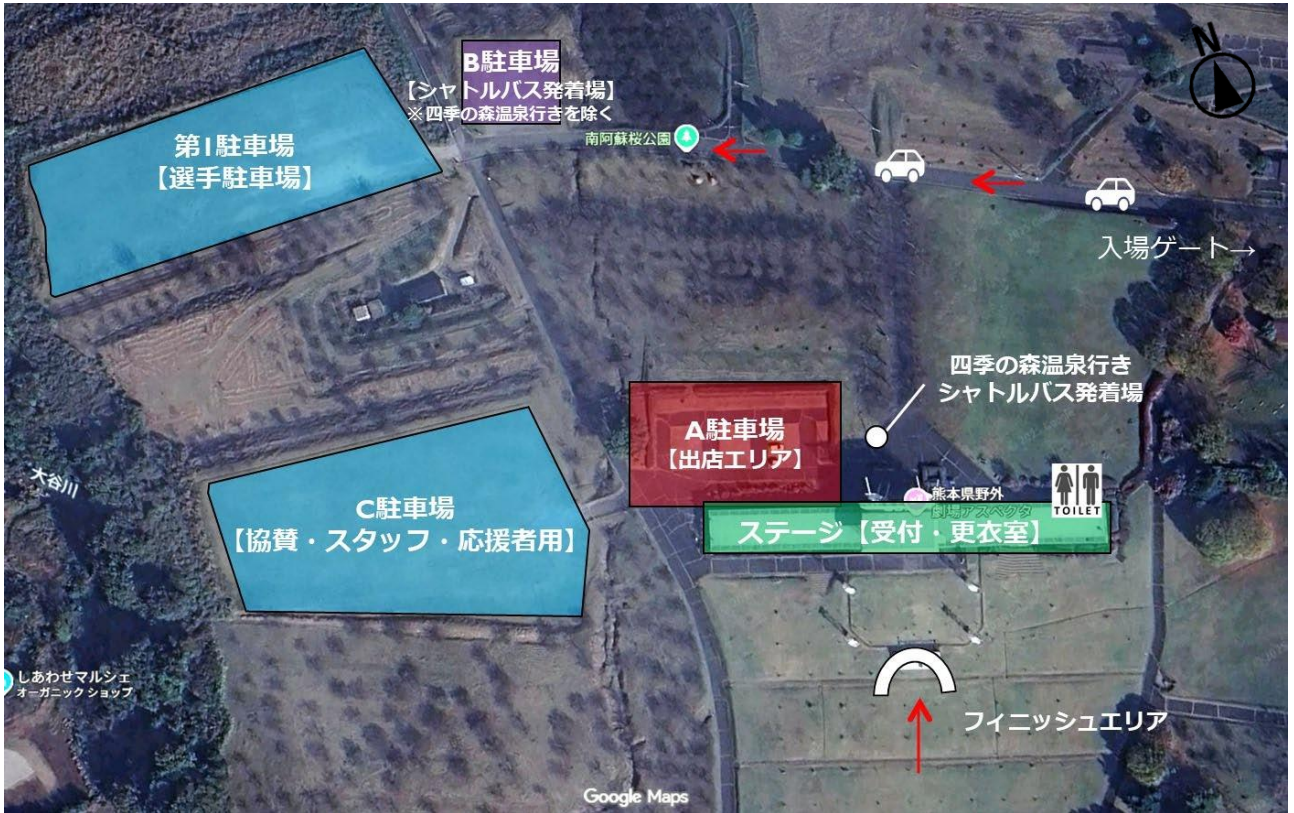 N
B駐車場
【シャトルバス発着場】
※四季の森温泉行きを除く
第1駐車場
【選手駐車場】
南阿蘇桜公園
入場ゲート→
四季の森温泉行き
シャトルバス発着場
A駐車場
【出店エリア】
大谷川
C駐車場
【協賛・スタッフ・応援者用】
熊本県野外
劇場アスペクタ
TOILET
ステージ【受付・更衣室】
しあわせマルシェ
オーガニック ショップ
フィニッシュエリア
Google Maps